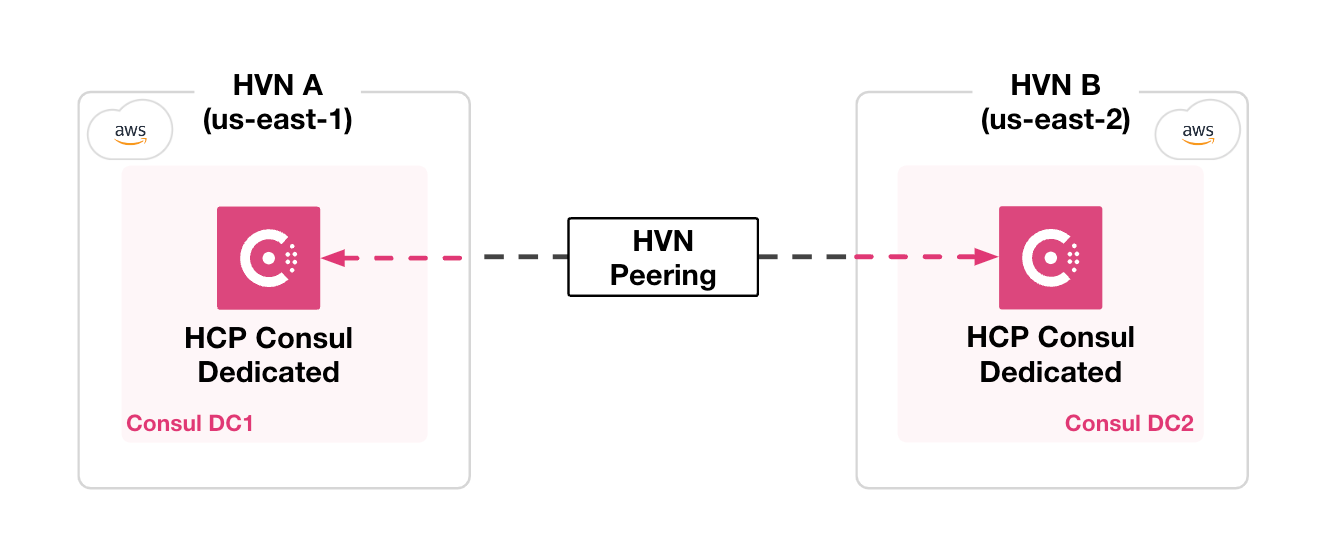 HVN A
(us-east-1)
aws
HCP Consul
Dedicated
Consul DC1
HVN
Peering
HVN B
(us-east-2)
aws
HCP Consul
Dedicated
Consul DC2